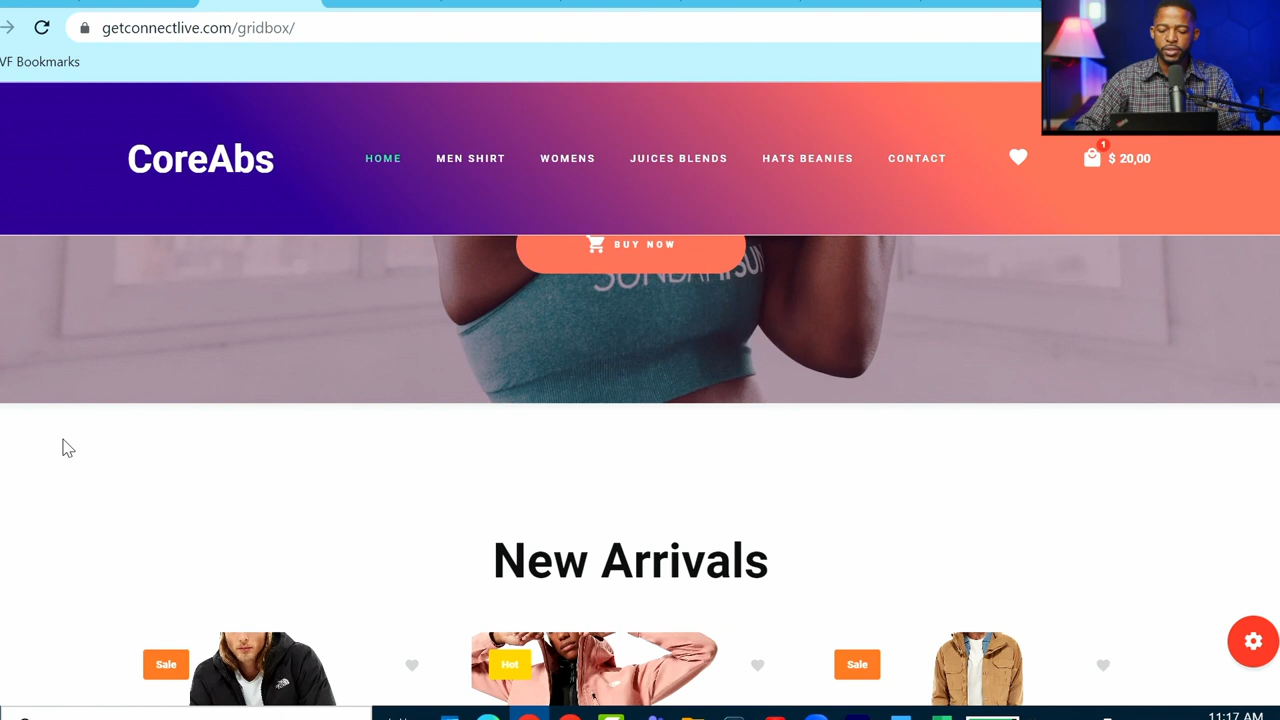 getconnectlive.com/gridbox/
VF Bookmarks
CoreAbs
HOME
MEN SHIRT
WOMENS
JUICES BLENDS
HATS BEANIES
CONTACT
1
$ 20,00
BUY NOW
New Arrivals
Sale
Hot
Sale
11:17 AM